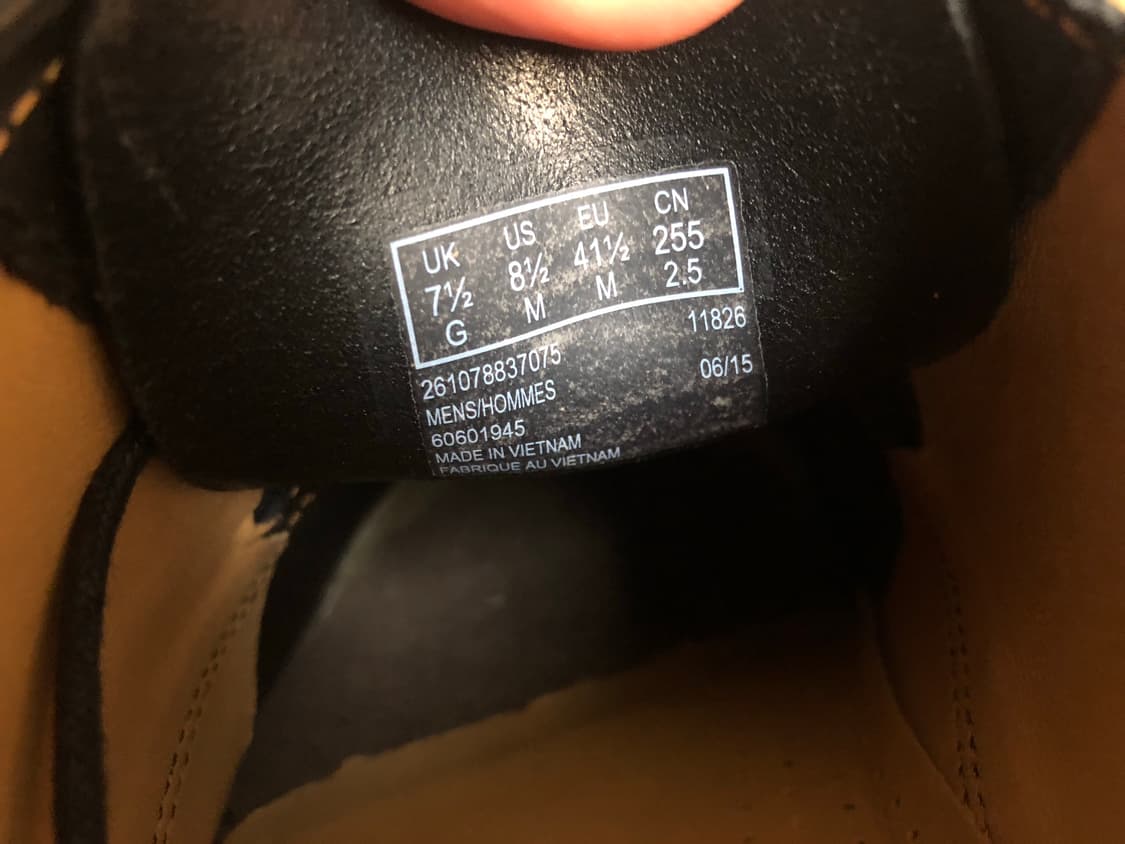 UK US EU CN
7½ 8½ 41½ 255
G M M 2.5
261078837075 11826
MENS/HOMMES 06/15
60601945
MADE IN VIETNAM
FABRIQUE AU VIETNAM